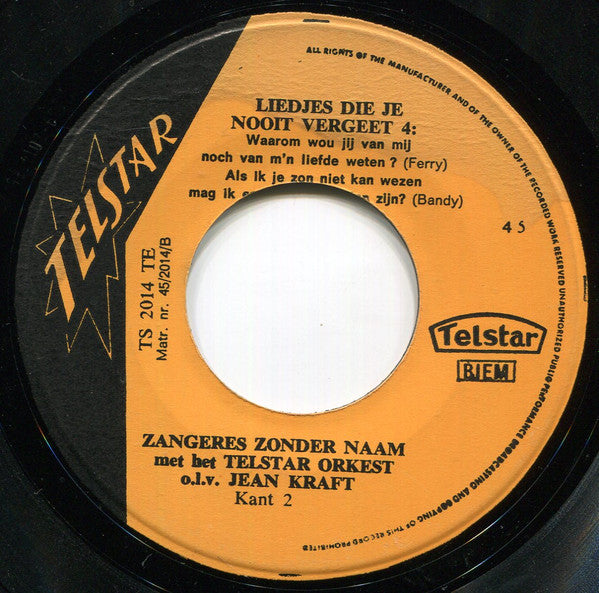 TELSTAR
LIEDJES DIE JE
NOOIT VERGEET 4:
Waarom wou jij van mij
noch van m'n liefde weten ? (Ferry)
Als Ik je zon niet kan wezen
mag ik zijn? (Bandy)
45
TS 2014 TE
Matr. nr. 45/2014/B
Telstar
BIEM
ZANGERES ZONDER NAAM
met het TELSTAR ORKEST
o.l.v. JEAN KRAFT
Kant 2
ALL RIGHTS OF THE MANUFACTURER AND OF THE OWNER OF THE RECORDED WORK RESERVED UNAUTHORIZED PUBLIC PERFORMANCE BROADCASTING AND COPYING OF THIS RECORD PROHIBITED